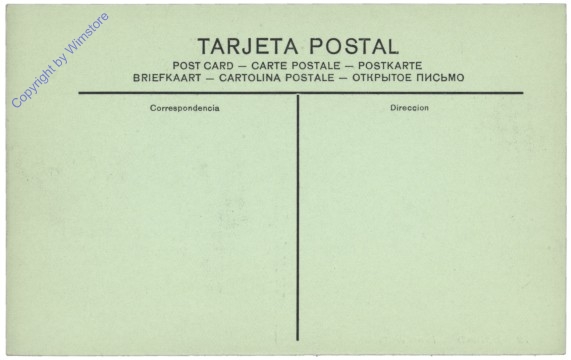 Copyright by Wimstore
TARJETA POSTAL
POST CARD — CARTE POSTALE — POSTKARTE
BRIEFKAART — CARTOLINA POSTALE — ОТКРЫТОЕ ПИСЬМО
Correspondencia
Direccion